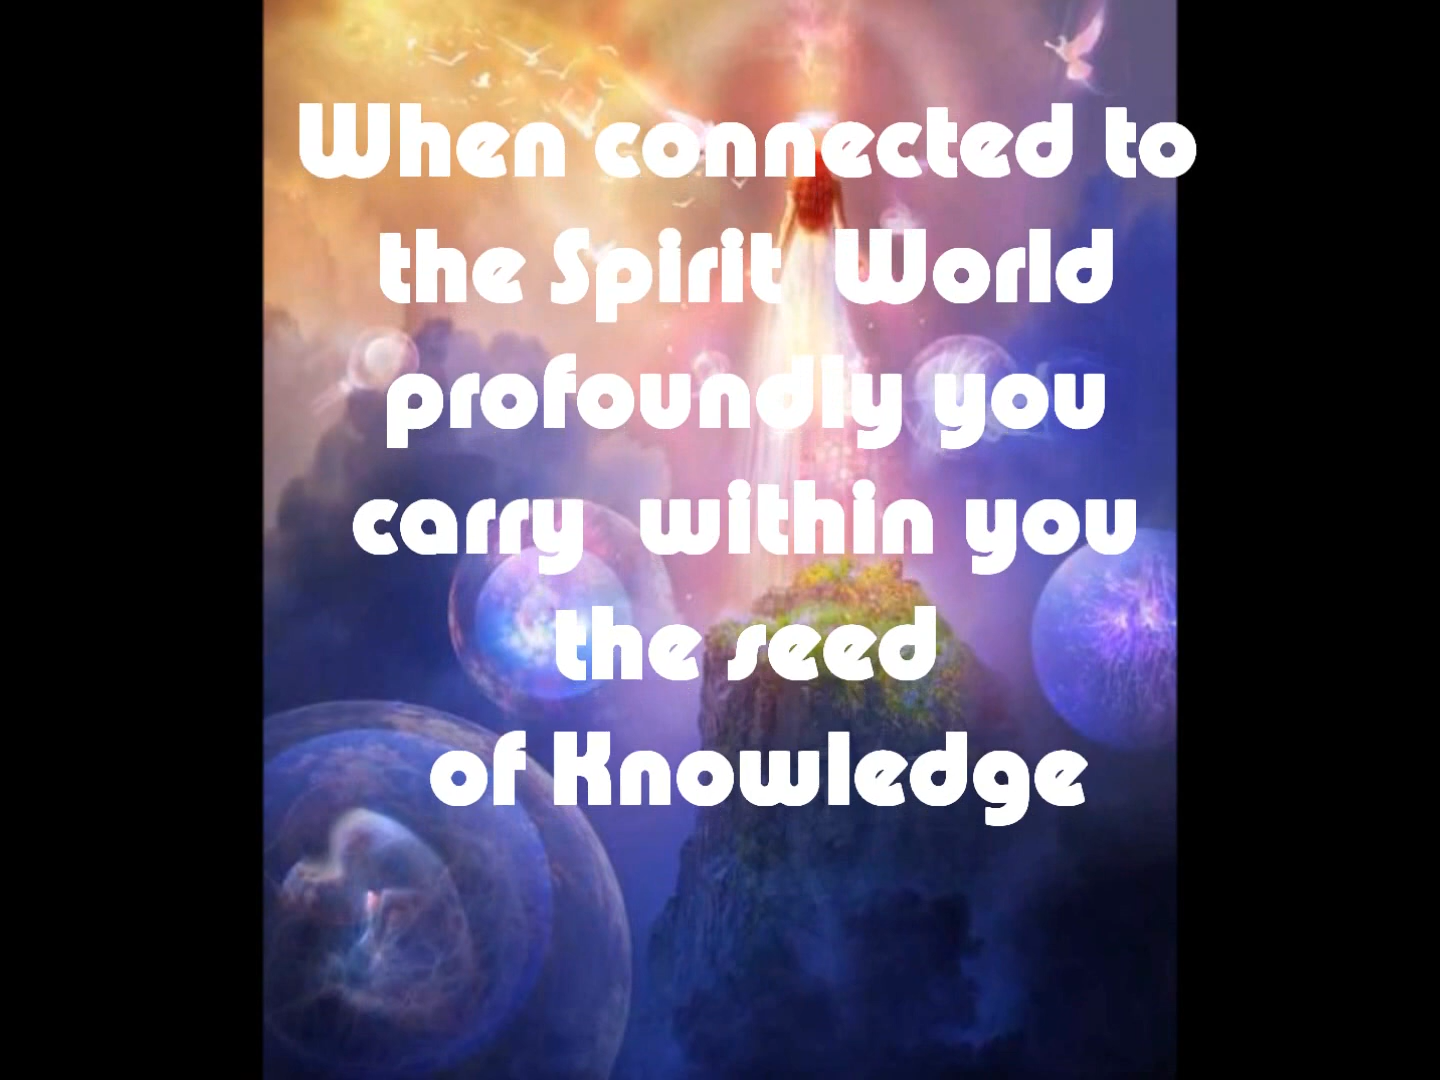 When connected to
the Spirit World
profoundly you
carry within you
the seed
of Knowledge